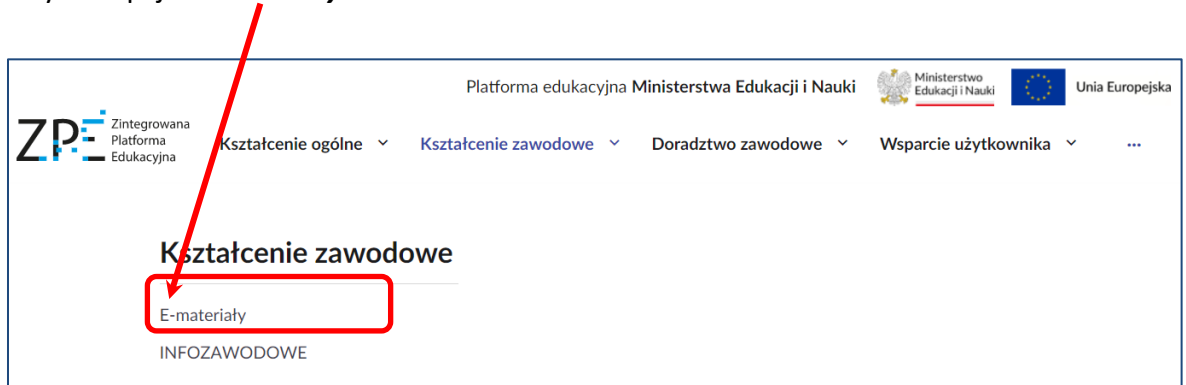 Platforma edukacyjna Ministerstwa Edukacji i Nauki
Ministerstwo
Edukacji i Nauki
Unia Europejska
ZPE
Zintegrowana
Platforma
Edukacyjna
Kształcenie ogólne
Kształcenie zawodowe
Doradztwo zawodowe
Wsparcie użytkownika
...
Kształcenie zawodowe
E-materiały
INFOZAWODOWE